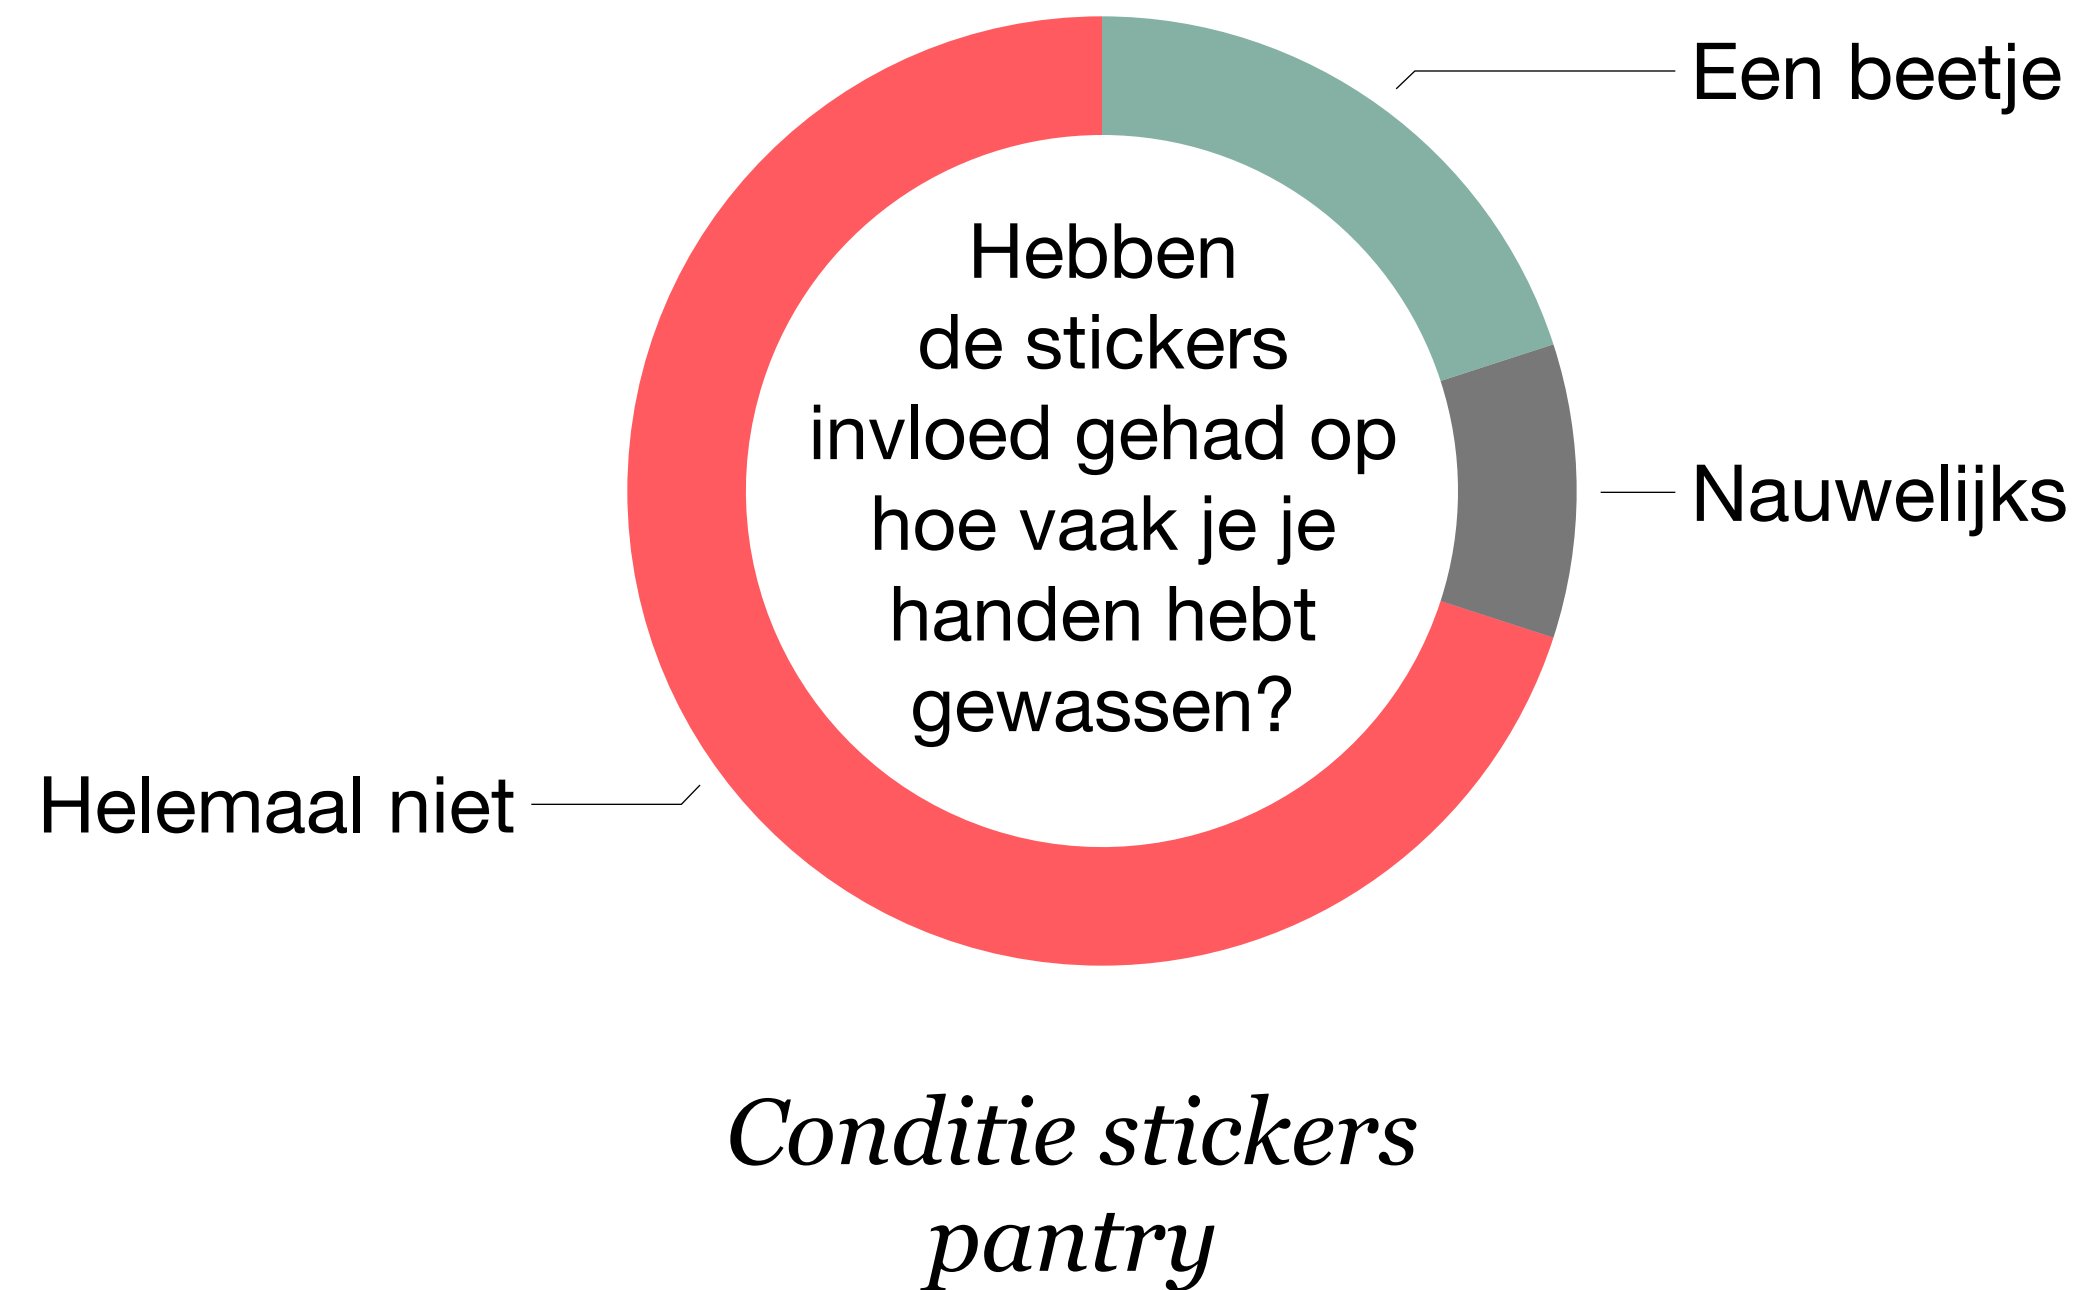 Een beetje
Hebben
de stickers
invloed gehad op
hoe vaak je je
handen hebt
gewassen?
Nauwelijks
Helemaal niet
Conditie stickers
pantry